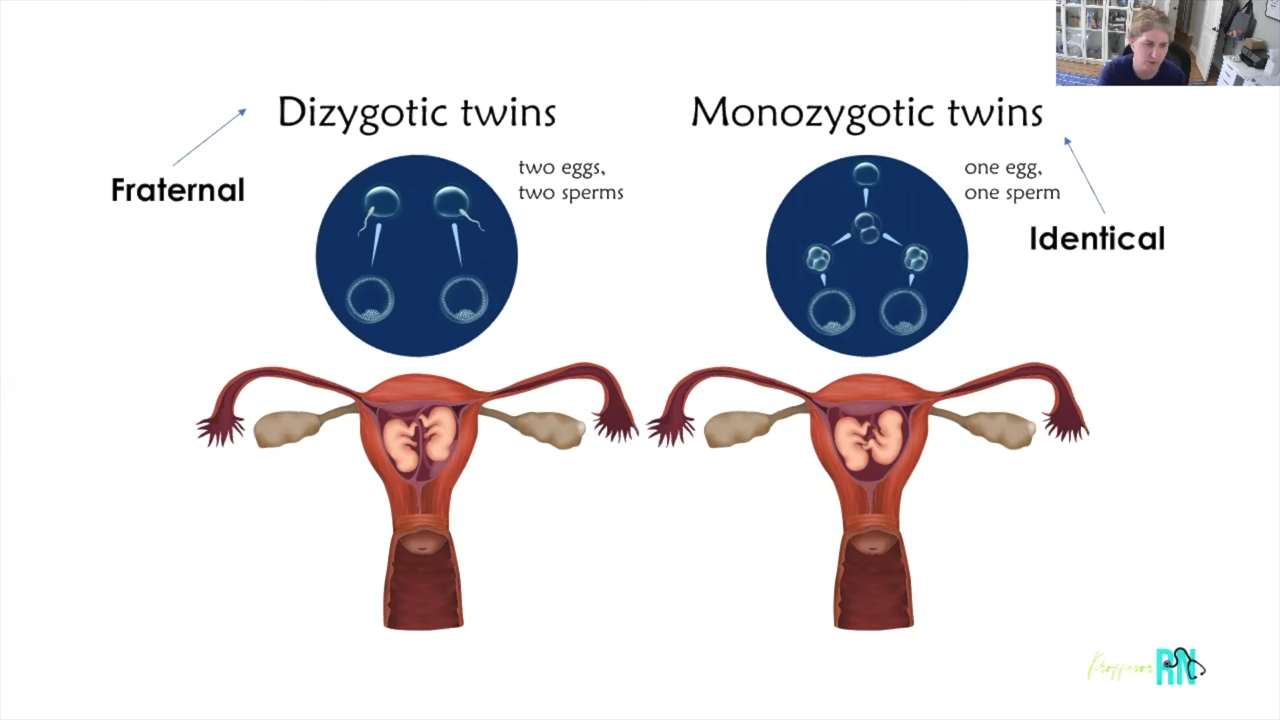 Dizygotic twins
Monozygotic twins
two eggs,
two sperms
one egg,
one sperm
Fraternal
Identical
RN